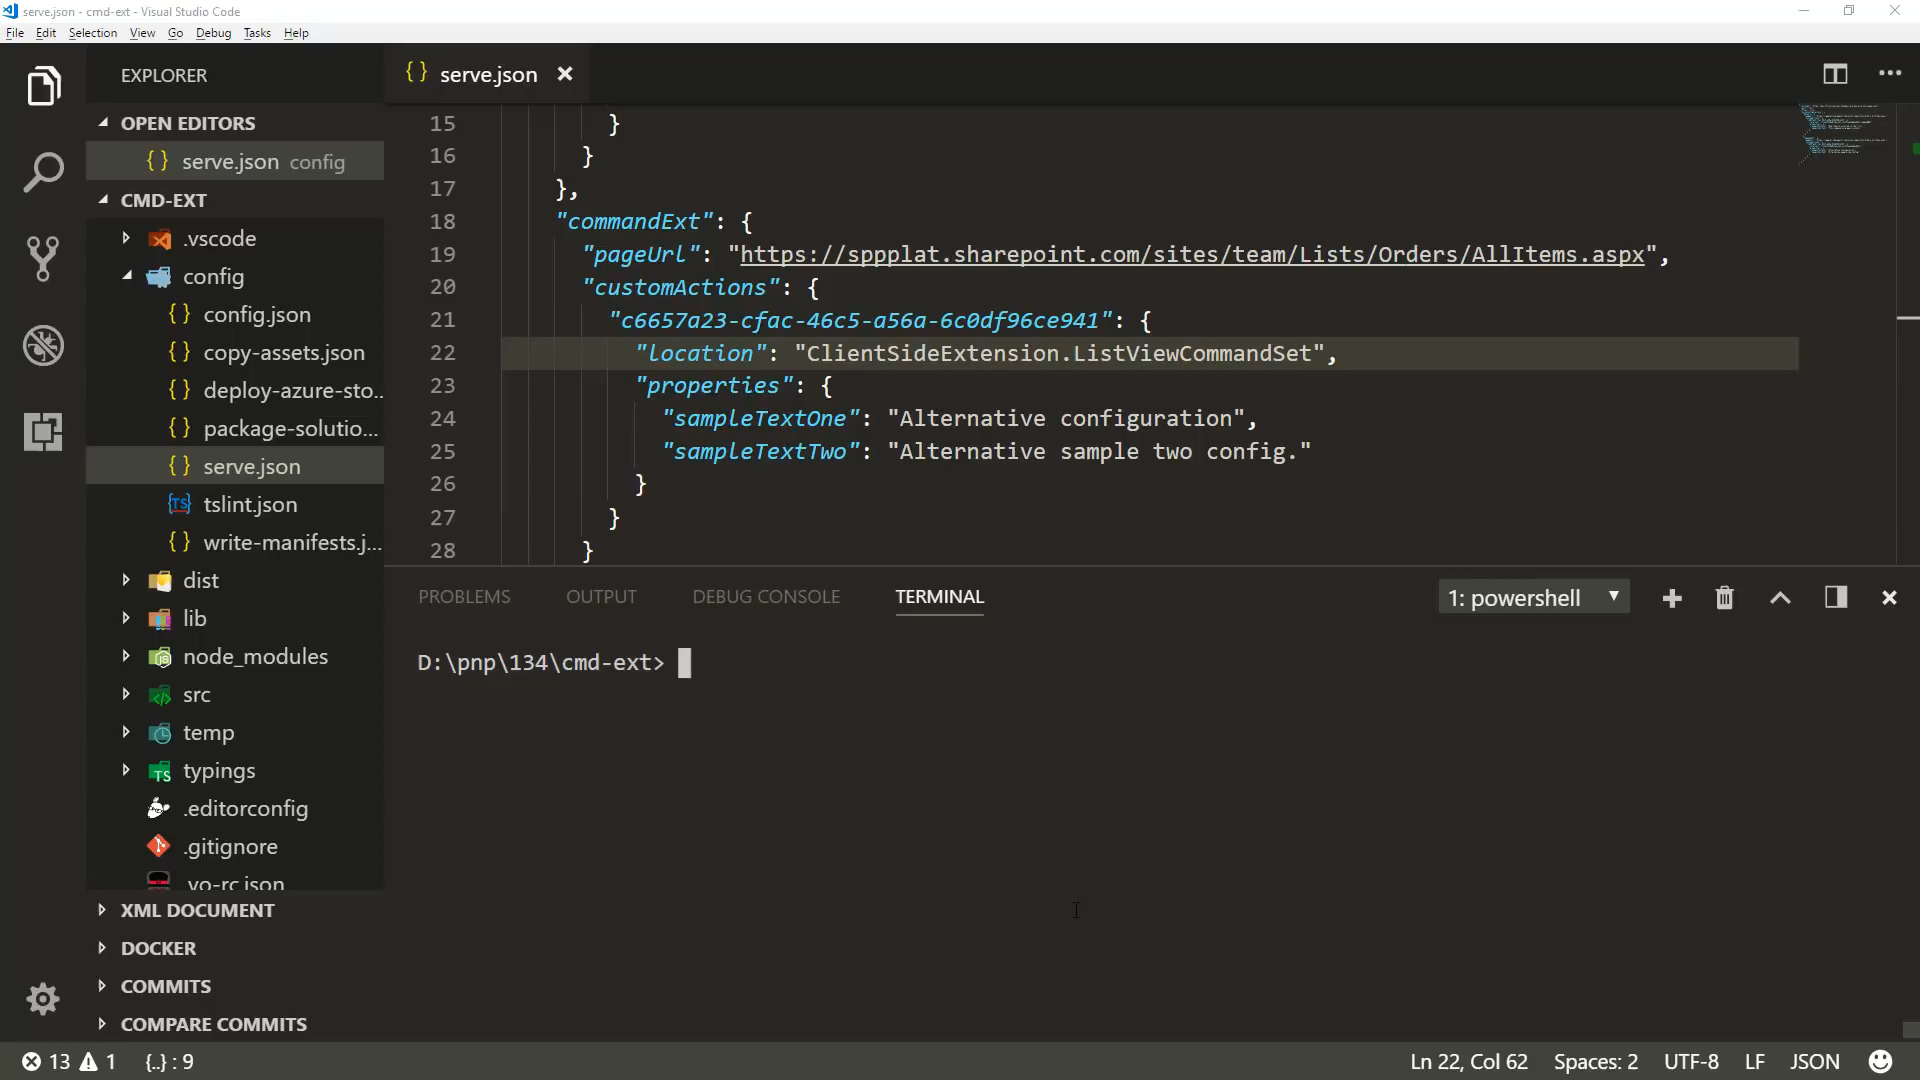 serve.json - cmd-ext - Visual Studio Code
File Edit Selection View Go Debug Tasks Help
EXPLORER
OPEN EDITORS
{ } serve.json config
CMD-EXT
.vscode
config
{ } config.json
{ } copy-assets.json
{ } deploy-azure-sto...
{ } package-solutio...
{ } serve.json
tslint.json
{ } write-manifests.j...
dist
lib
node_modules
src
temp
typings
.editorconfig
.gitignore
.yo-rc.json
XML DOCUMENT
DOCKER
COMMITS
COMPARE COMMITS
{ } serve.json
15 }
16 }
17 },
18 "commandExt": {
19 "pageUrl": "https://sppplat.sharepoint.com/sites/team/Lists/Orders/AllItems.aspx",
20 "customActions": {
21 "c6657a23-cfac-46c5-a56a-6c0df96ce941": {
22 "location": "ClientSideExtension.ListViewCommandSet",
23 "properties": {
24 "sampleTextOne": "Alternative configuration",
25 "sampleTextTwo": "Alternative sample two config."
26 }
27 }
28 }
PROBLEMS OUTPUT DEBUG CONSOLE TERMINAL
1: powershell
D:\pnp\134\cmd-ext>
13 1 {..} : 9
Ln 22, Col 62 Spaces: 2 UTF-8 LF JSON